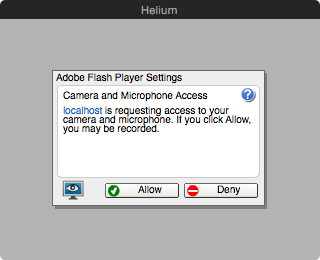 Helium
Adobe Flash Player Settings
Camera and Microphone Access
?
localhost is requesting access to your
camera and microphone. If you click Allow,
you may be recorded.
Allow
Deny